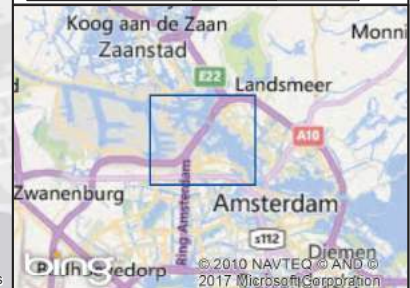 Koog aan de Zaan
Zaanstad
Monni
E22
Landsmeer
A10
Zwanenburg
Ring Amsterdam
Amsterdam
s112
Diemen
bing
© 2010 NAVTEQ © AND ©
2017 Microsoft Corporation
s